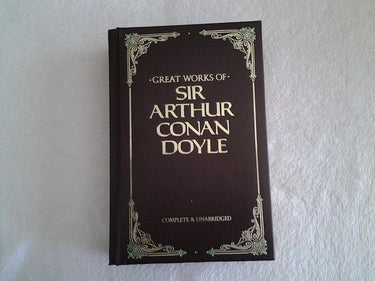 ·GREAT WORKS OF·
SIR
ARTHUR
CONAN
DOYLE
COMPLETE & UNABRIDGED